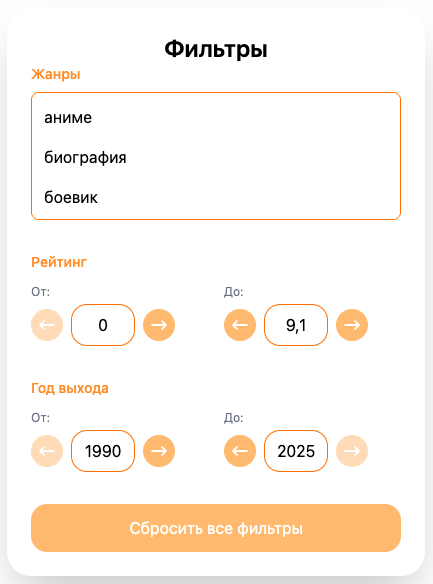 Фильтры
Жанры
аниме
биография
боевик
Рейтинг
От: До:
← 0 → ← 9,1 →
Год выхода
От: До:
← 1990 → ← 2025 →
Сбросить все фильтры